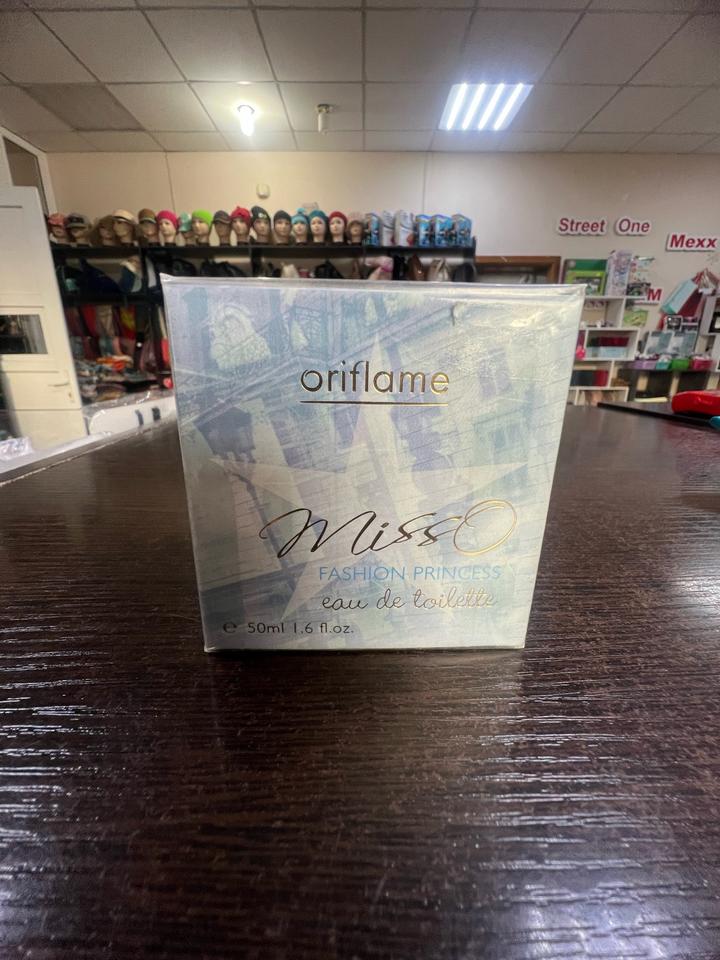 Street One
Mexx
M
oriflame
MissO
FASHION PRINCESS
eau de toilette
e 50ml 1.6 fl.oz.